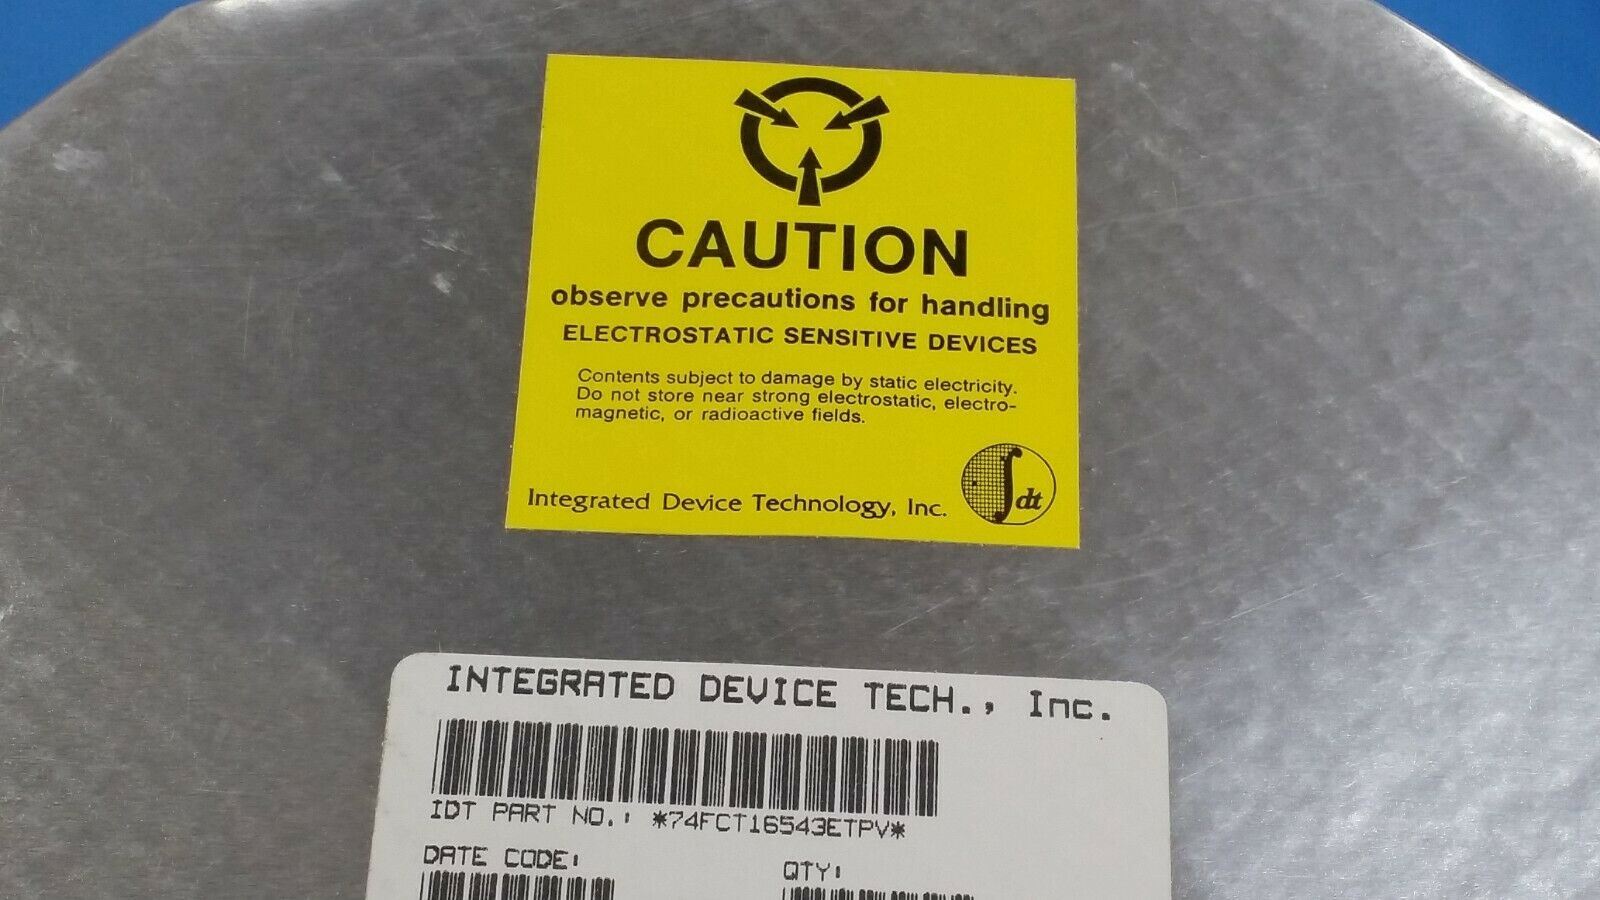 CAUTION
observe precautions for handling
ELECTROSTATIC SENSITIVE DEVICES
Contents subject to damage by static electricity.
Do not store near strong electrostatic, electro-
magnetic, or radioactive fields.
Integrated Device Technology, Inc.
dt
INTEGRATED DEVICE TECH., Inc.
IDT PART NO.: *74FCT16543ETPV*
DATE CODE: QTY: